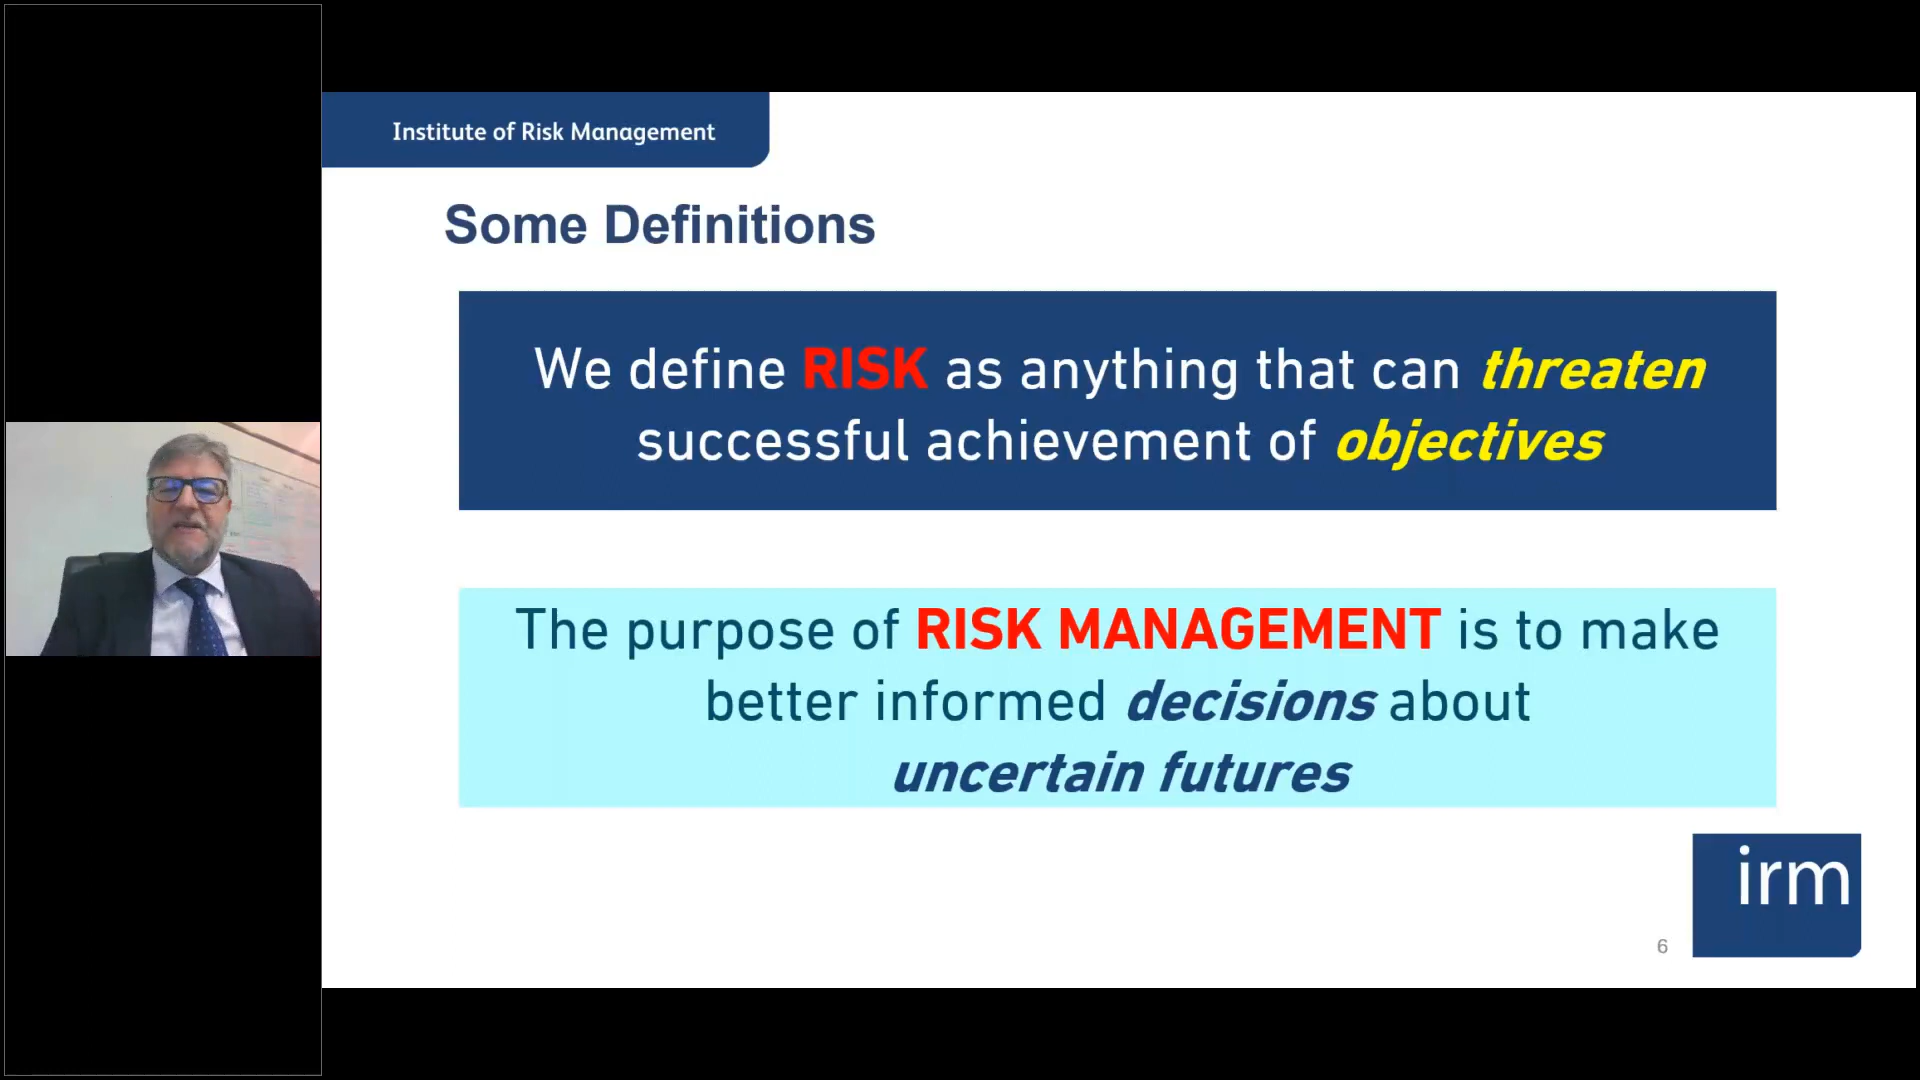 Institute of Risk Management
Some Definitions
We define RISK as anything that can threaten
successful achievement of objectives
The purpose of RISK MANAGEMENT is to make
better informed decisions about
uncertain futures
irm
6